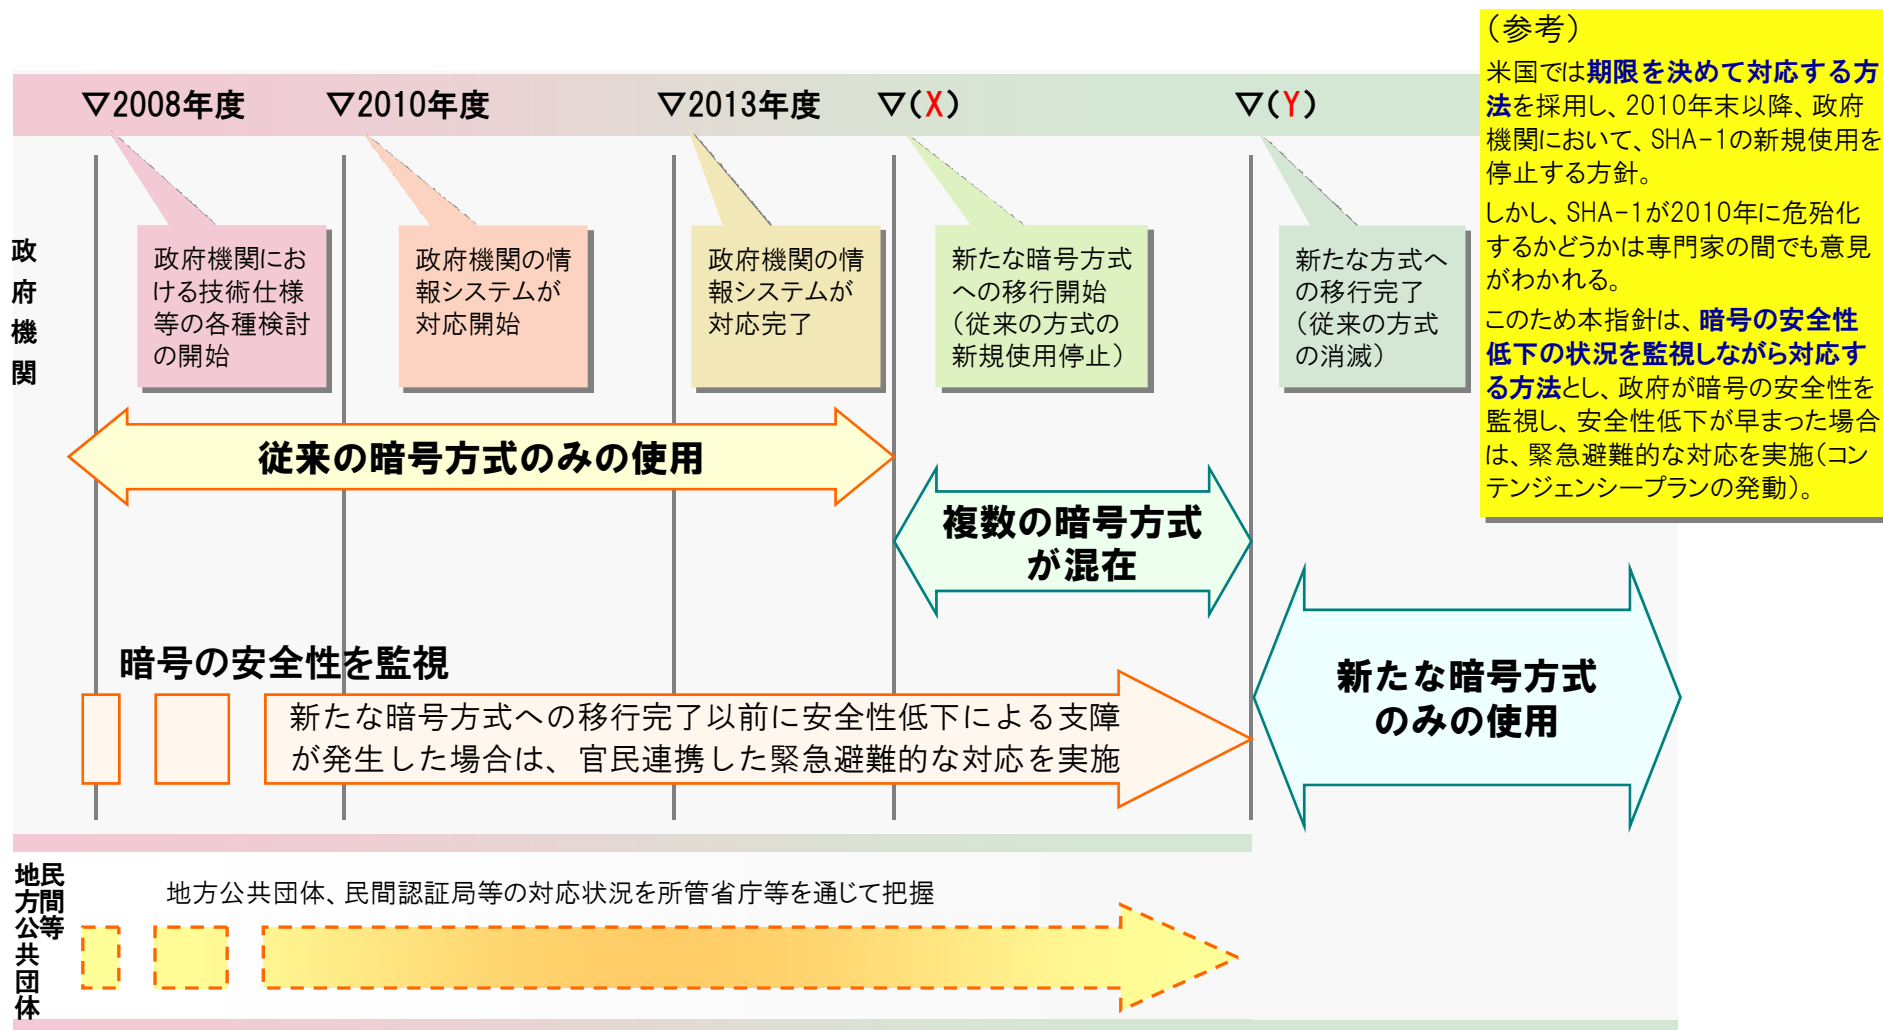 ▽2008年度
▽2010年度
▽2013年度
▽(X)
▽(Y)
(参考)
米国では期限を決めて対応する方
法を採用し、2010年末以降、政府
機関において、SHA-1の新規使用を
停止する方針。
しかし、SHA-1が2010年に危殆化
するかどうかは専門家の間でも意見
がわかれる。
このため本指針は、暗号の安全性
低下の状況を監視しながら対応す
る方法とし、政府が暗号の安全性を
監視し、安全性低下が早まった場合
は、緊急避難的な対応を実施(コン
テンジェンシープランの発動)。
政府機関
政府機関にお
ける技術仕様
等の各種検討
の開始
政府機関の情
報システムが
対応開始
政府機関の情
報システムが
対応完了
新たな暗号方式
への移行開始
(従来の方式の
新規使用停止)
新たな方式へ
の移行完了
(従来の方式
の消滅)
従来の暗号方式のみの使用
複数の暗号方式
が混在
新たな暗号方式
のみの使用
暗号の安全性を監視
新たな暗号方式への移行完了以前に安全性低下による支障
が発生した場合は、官民連携した緊急避難的な対応を実施
民間等
地方公共団体
地方公共団体、民間認証局等の対応状況を所管省庁等を通じて把握